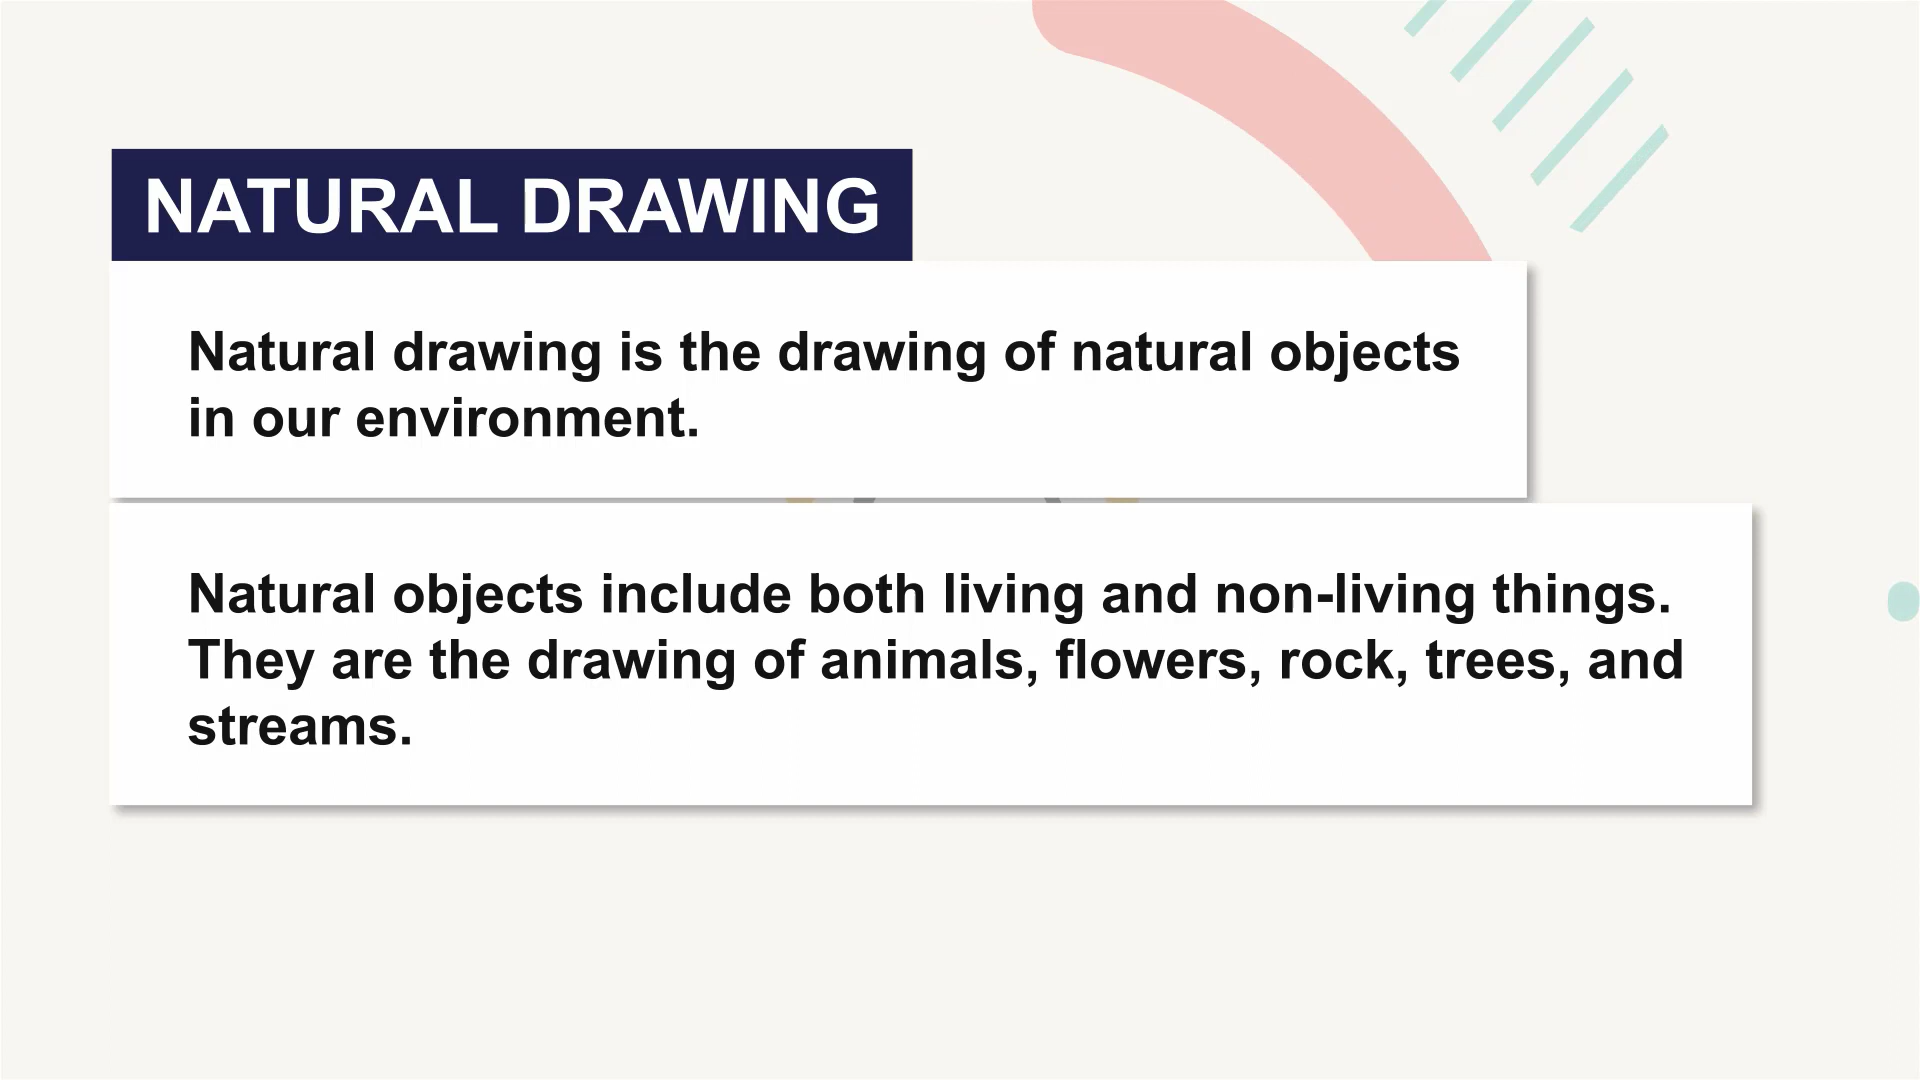 NATURAL DRAWING
Natural drawing is the drawing of natural objects
in our environment.
Natural objects include both living and non-living things.
They are the drawing of animals, flowers, rock, trees, and
streams.